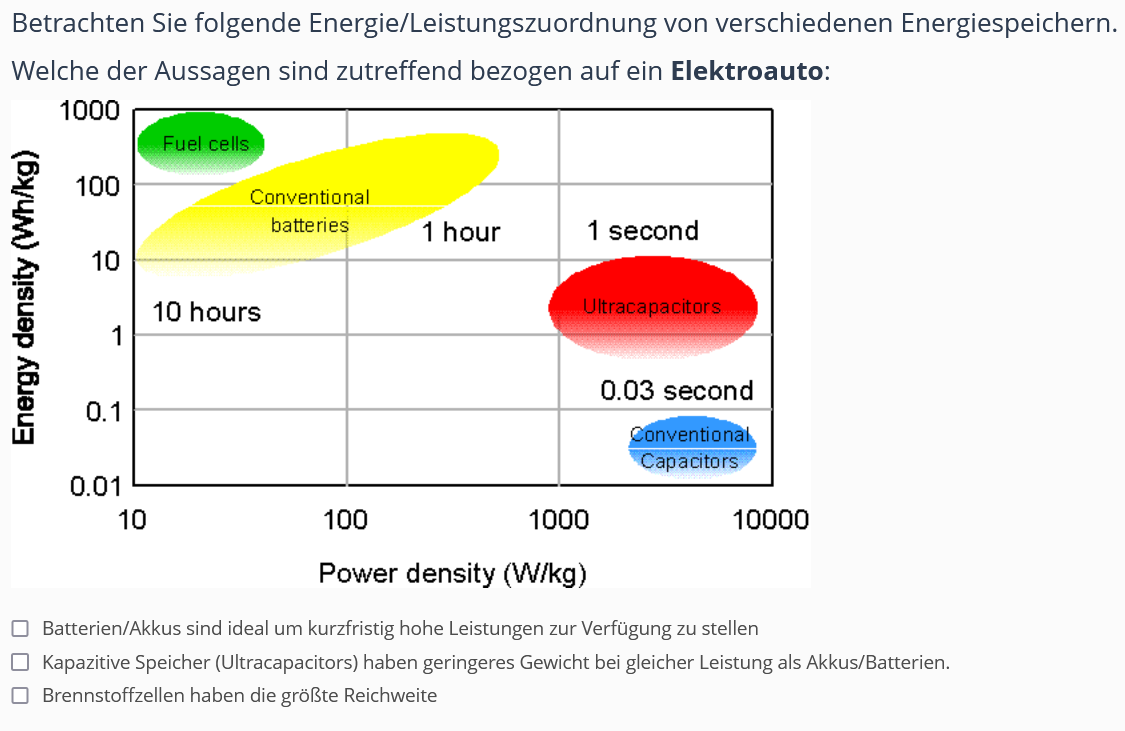 Betrachten Sie folgende Energie/Leistungszuordnung von verschiedenen Energiespeichern.
Welche der Aussagen sind zutreffend bezogen auf ein Elektroauto:
1000
100
10
1
0.1
0.01
Energy density (Wh/kg)
Fuel cells
Conventional
batteries
1 hour
1 second
10 hours
Ultracapacitors
0.03 second
Conventional
Capacitors
10
100
1000
10000
Power density (W/kg)
Batterien/Akkus sind ideal um kurzfristig hohe Leistungen zur Verfügung zu stellen
Kapazitive Speicher (Ultracapacitors) haben geringeres Gewicht bei gleicher Leistung als Akkus/Batterien.
Brennstoffzellen haben die größte Reichweite